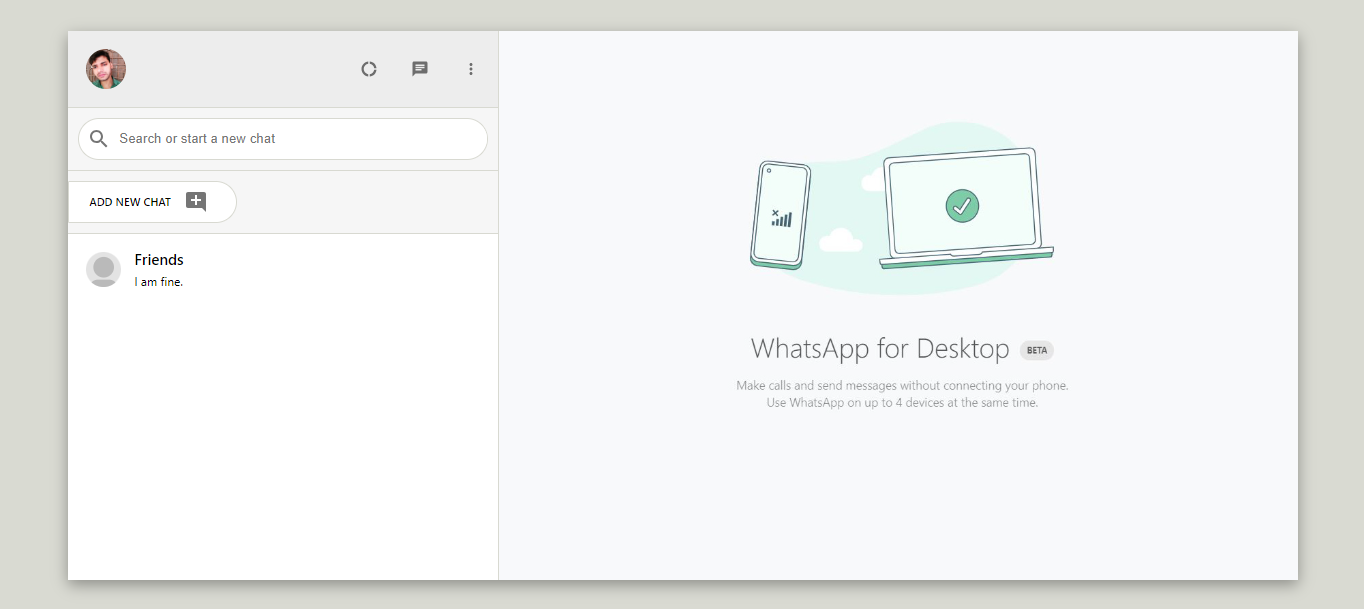 Search or start a new chat
ADD NEW CHAT
Friends
I am fine.
WhatsApp for Desktop BETA
Make calls and send messages without connecting your phone.
Use WhatsApp on up to 4 devices at the same time.